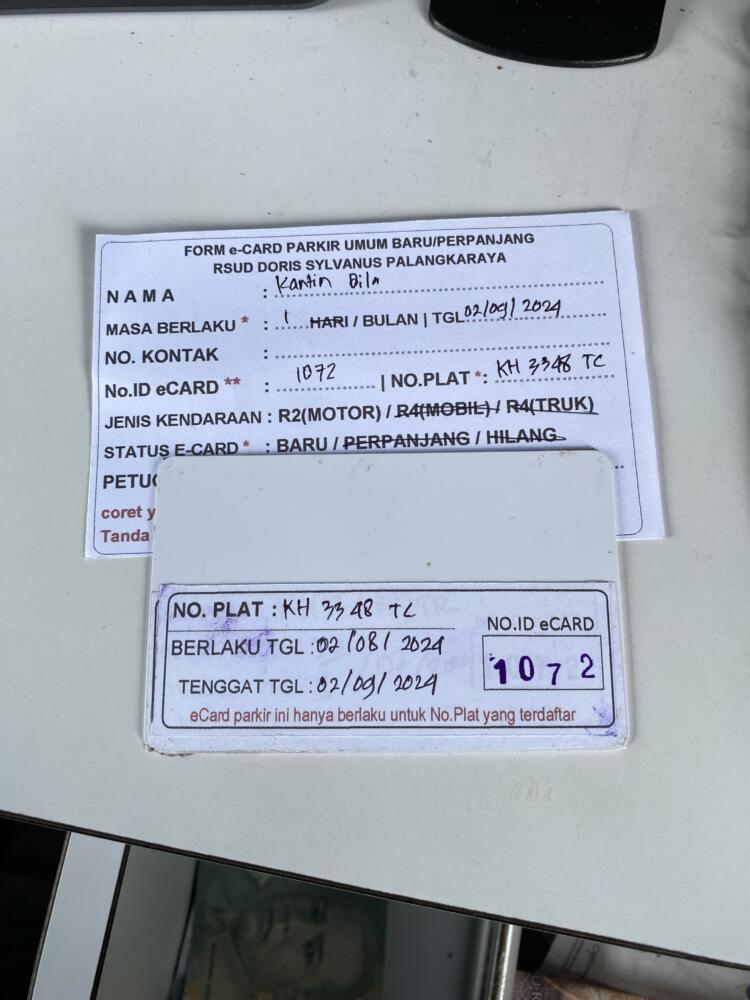 FORM e-CARD PARKIR UMUM BARU/PERPANJANG
RSUD DORIS SYLVANUS PALANGKARAYA
NAMA : Kantin Bila
MASA BERLAKU * : 1 HARI / BULAN | TGL 02/09/2024
NO. KONTAK :
No.ID eCARD ** : 1072 | NO.PLAT *: KH 3348 TC
JENIS KENDARAAN : R2(MOTOR) / R4(MOBIL) / R4(TRUK)
STATUS E-CARD * : BARU / PERPANJANG / HILANG
coret
Tanda
NO. PLAT : KH 3348 TC
BERLAKU TGL : 02/08/2024
TENGGAT TGL : 02/09/2024
NO.ID eCARD
1072
eCard parkir ini hanya berlaku untuk No.Plat yang terdaftar